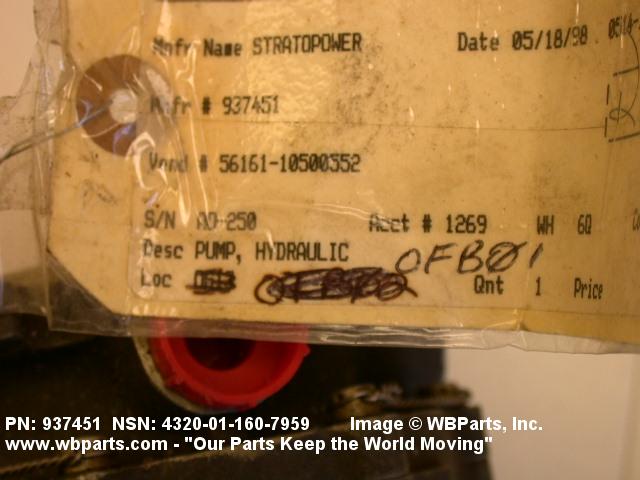 Mnfr Name STRATOPOWER Date 05/18/98
Mnfr # 937451
Vend # 56161-10500352
S/N AO-250 Acct # 1269 WH 6Q
Desc PUMP, HYDRAULIC OFB01
Loc Qnt 1 Price
PN: 937451 NSN: 4320-01-160-7959 Image © WBParts, Inc.
www.wbparts.com - "Our Parts Keep the World Moving"